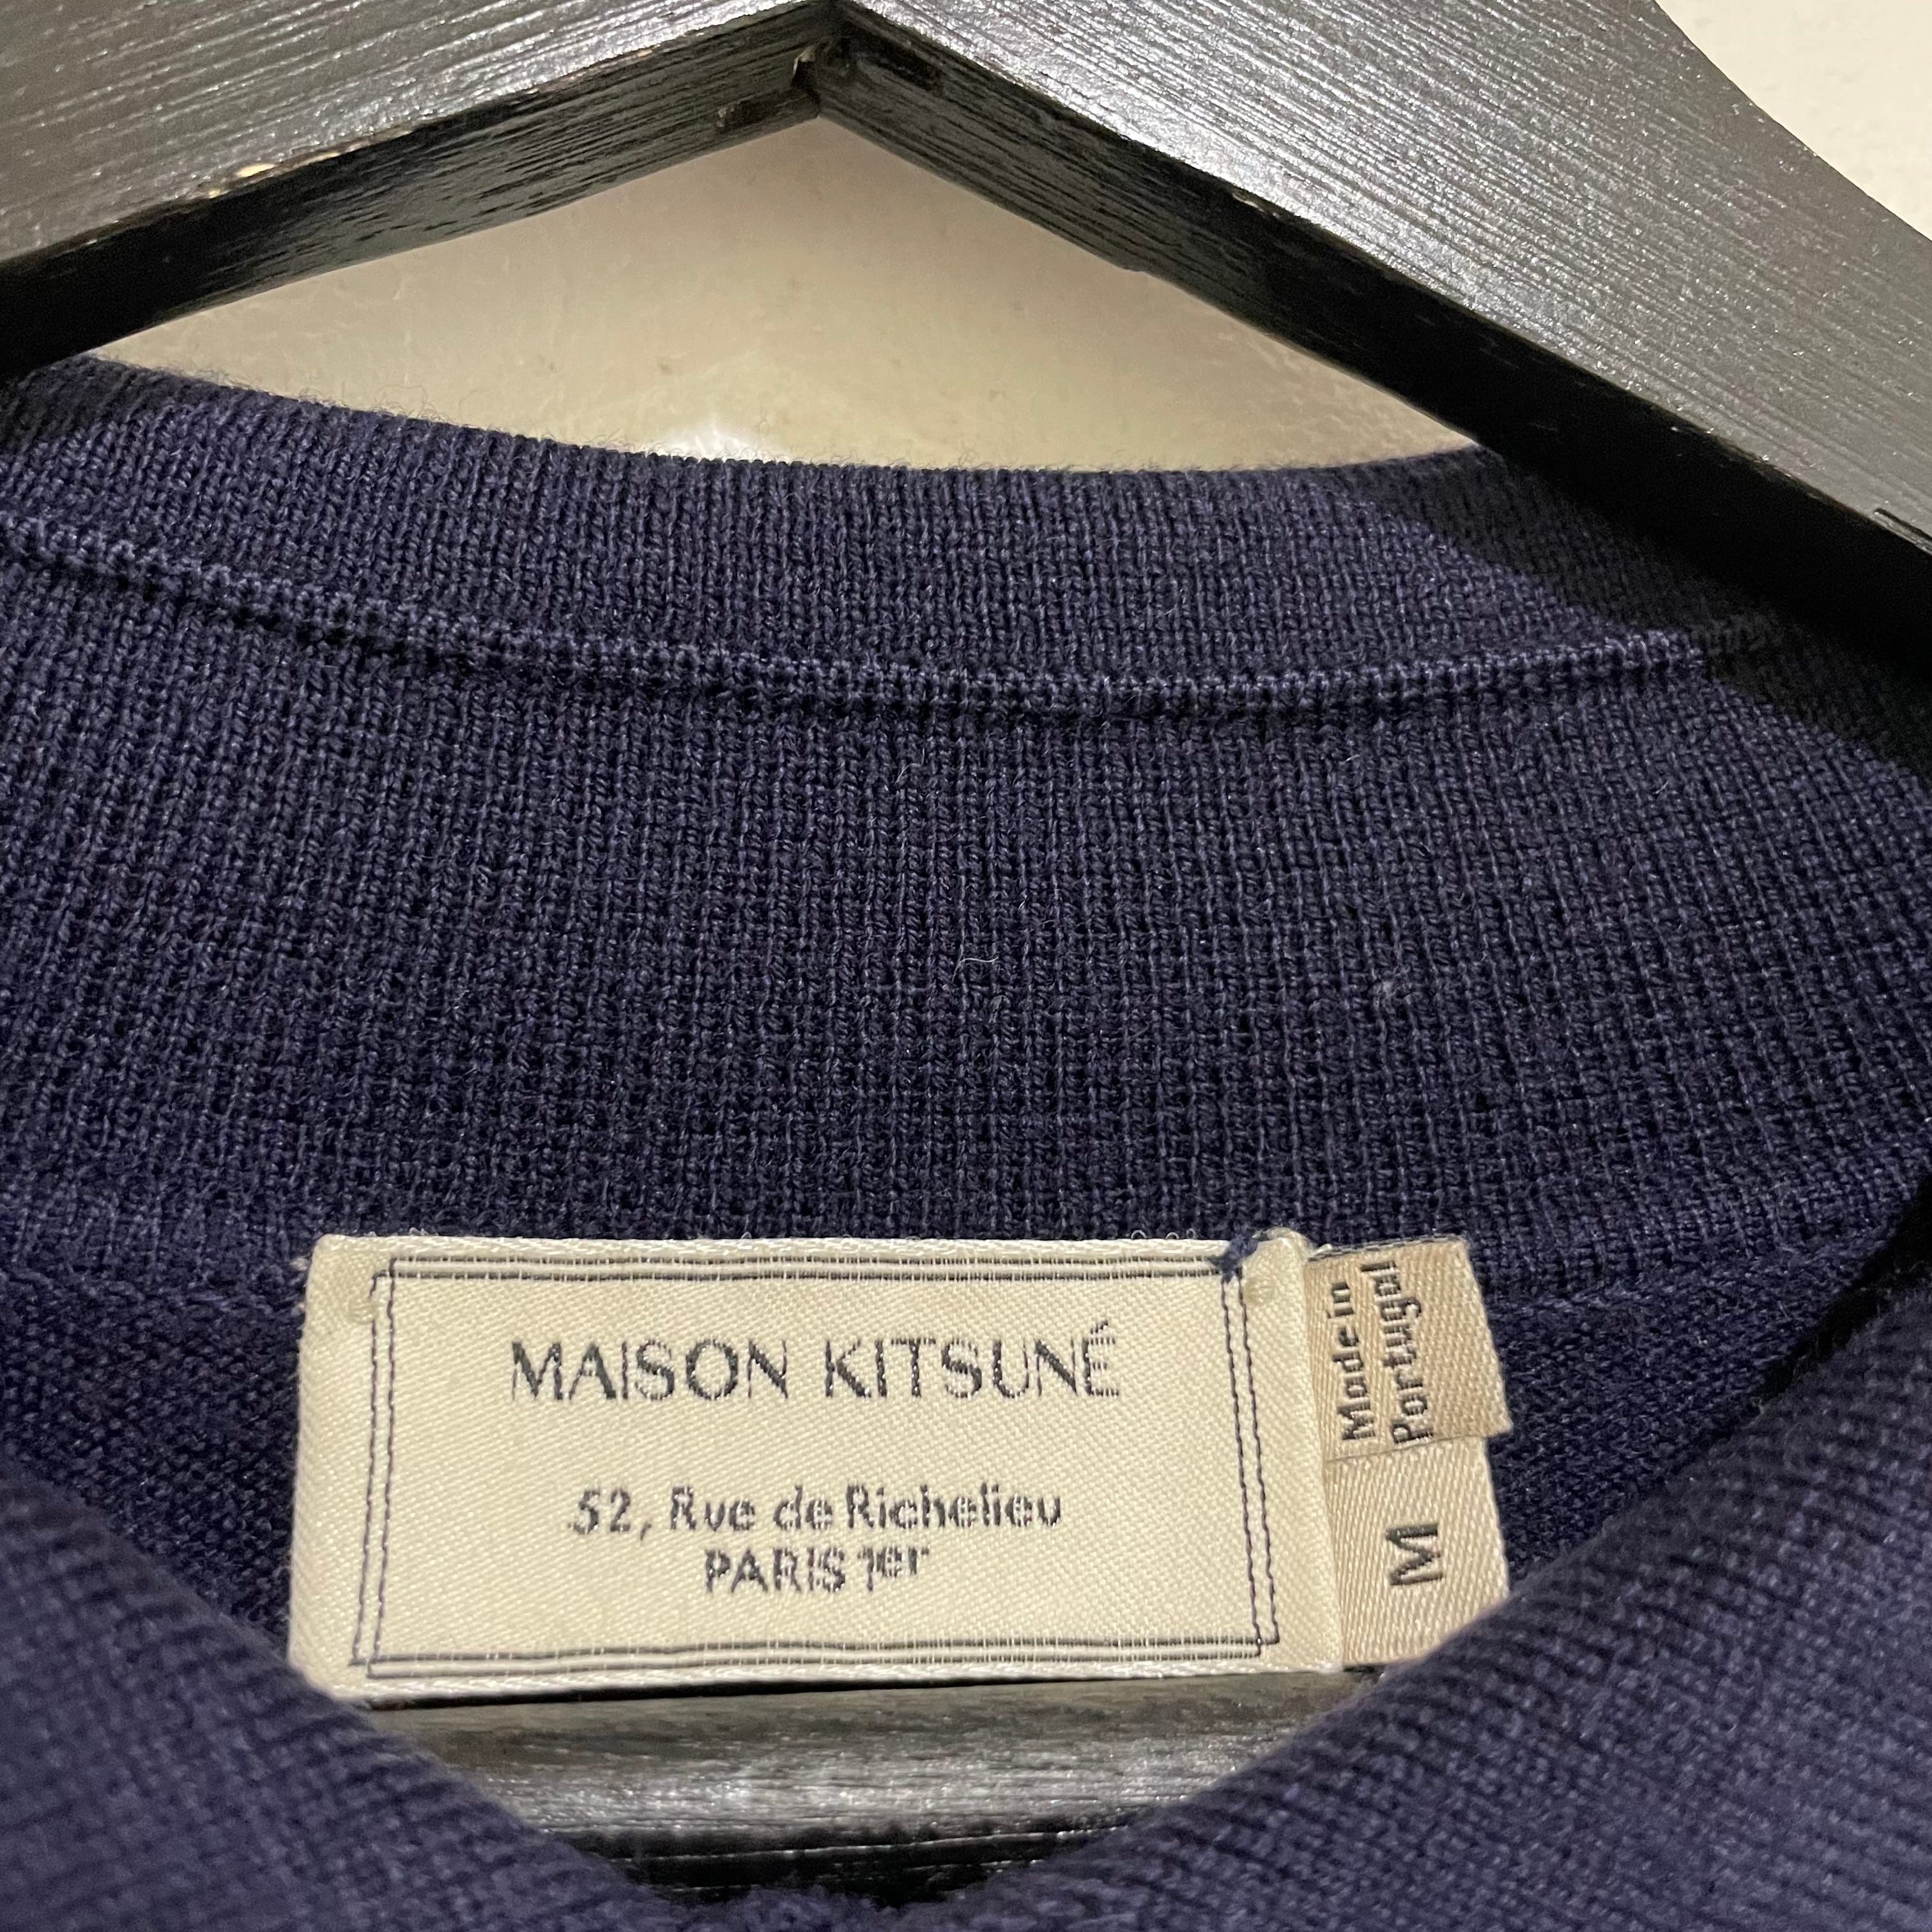 MAISON KITSUNÉ
52, Rue de Richelieu
PARIS 1er
Made in
Portugal
M